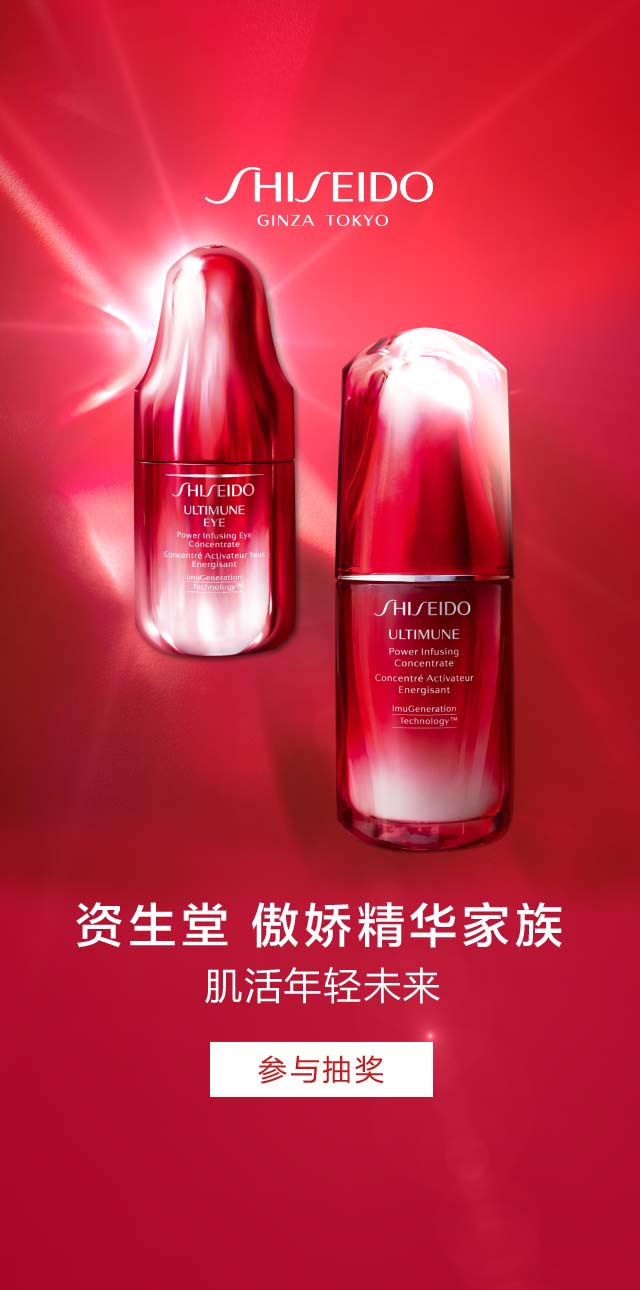 SHISEIDO
GINZA TOKYO
SHISEIDO
ULTIMUNE
EYE
Power Infusing Eye
Concentrate
Concentré Activateur Yeux
Energisant
ImuGeneration
Technology™
SHISEIDO
ULTIMUNE
Power Infusing
Concentrate
Concentré Activateur
Energisant
ImuGeneration
Technology™
资生堂 傲娇精华家族
肌活年轻未来
参与抽奖